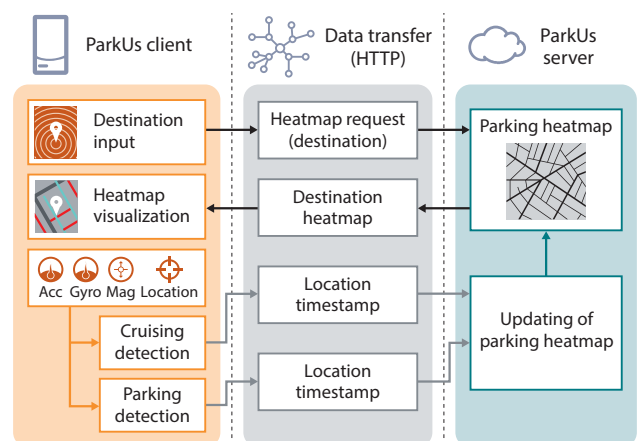 ParkUs client
Data transfer
(HTTP)
ParkUs
server
Destination
input
Heatmap request
(destination)
Parking heatmap
Heatmap
visualization
Destination
heatmap
Acc Gyro Mag Location
Cruising
detection
Location
timestamp
Updating of
parking heatmap
Parking
detection
Location
timestamp